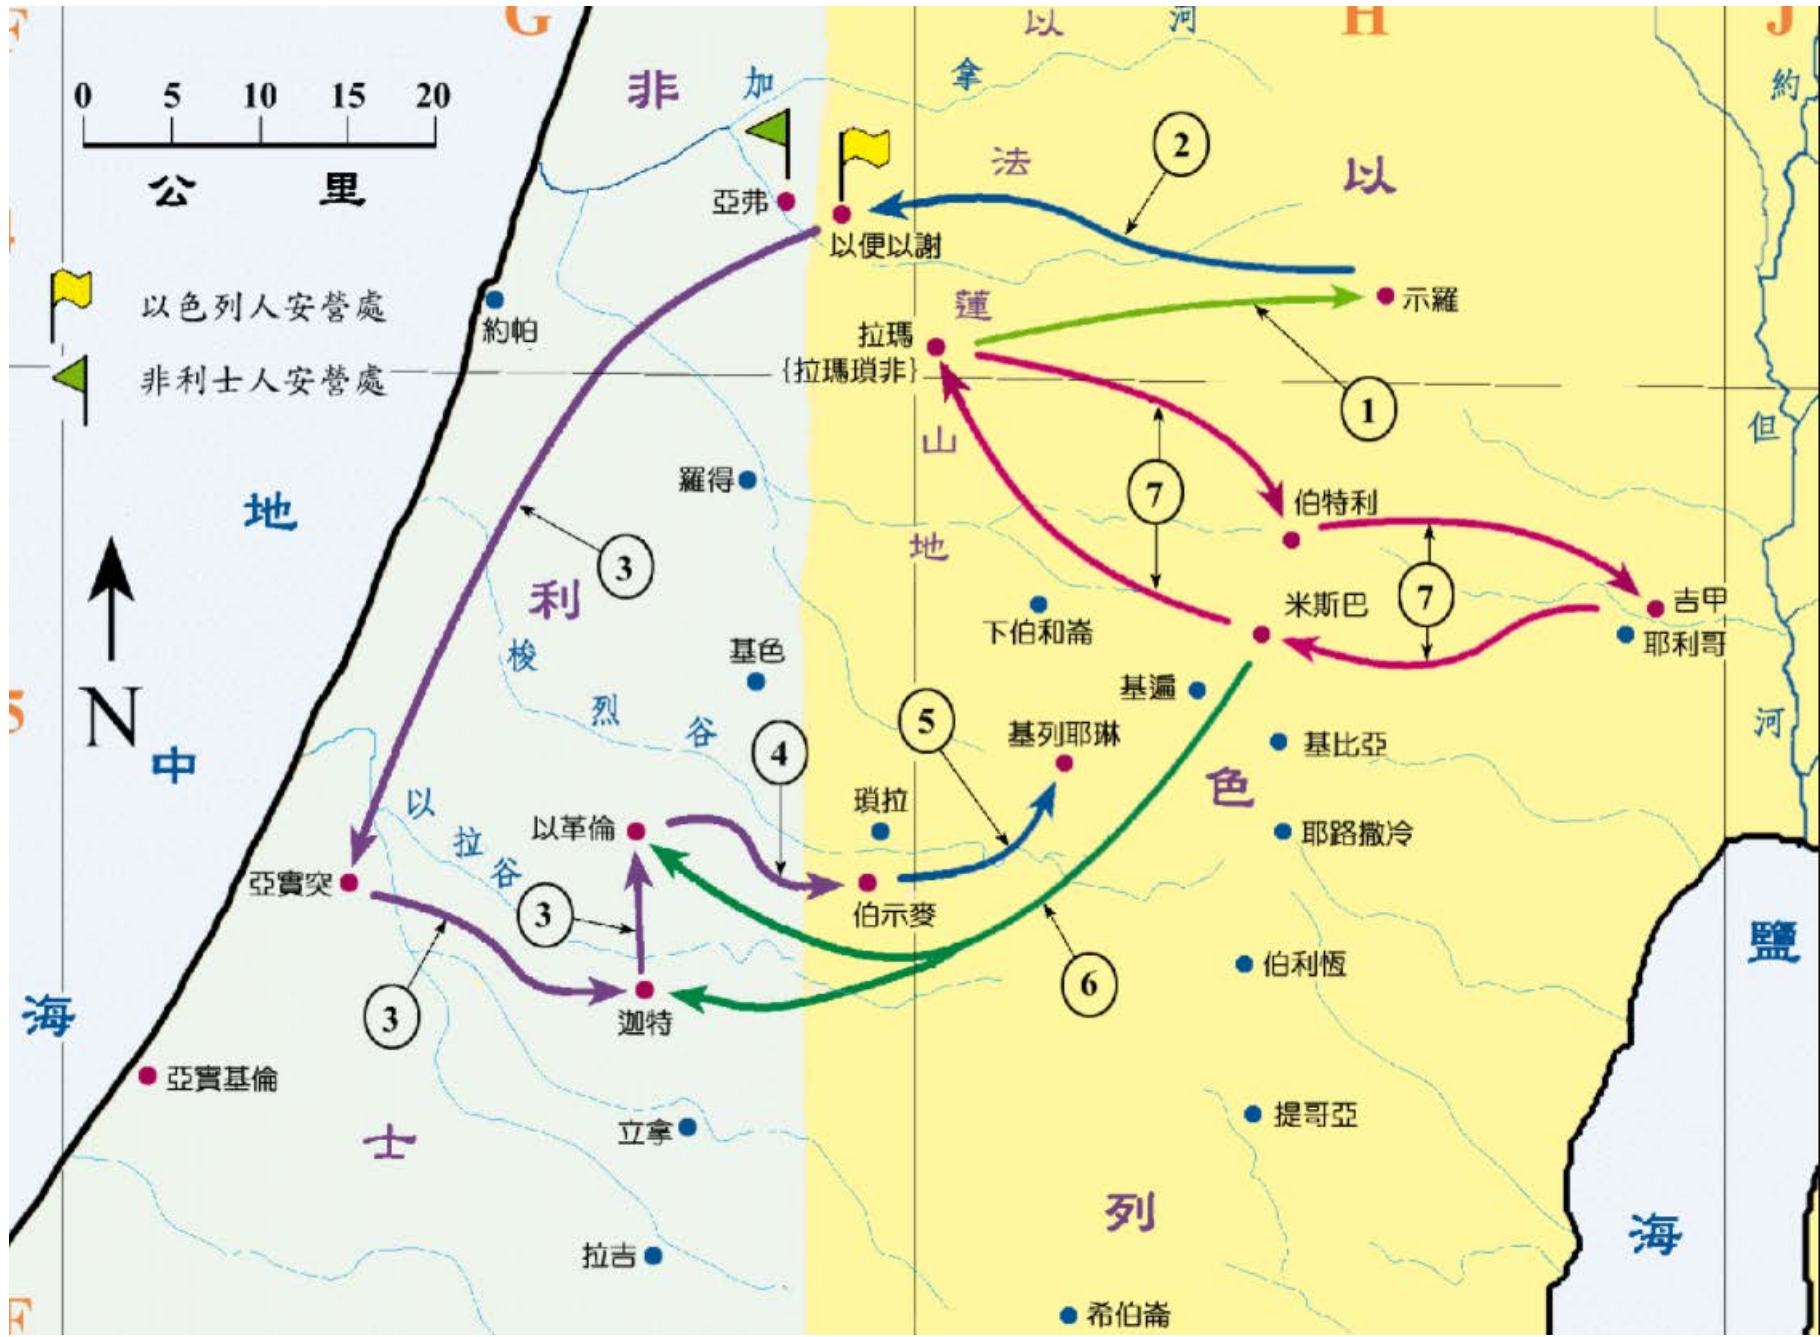 G
以
河
H
J
0 5 10 15 20
公里
非
加
拿
約
法
以
2
亞弗
以便以謝
以色列人安營處
約帕
蓮
示羅
拉瑪
{拉瑪瑣非}
非利士人安營處
1
但
山
羅得
7
伯特利
地
地
3
利
7
吉甲
米斯巴
下伯和崙
耶利哥
梭
基色
基遍
N
5
烈
谷
5
基列耶琳
河
中
4
基比亞
色
以
瑣拉
拉
以革倫
耶路撒冷
谷
亞實突
伯示麥
3
鹽
伯利恆
6
3
迦特
海
亞實基倫
立拿
提哥亞
士
列
海
拉吉
希伯崙
F